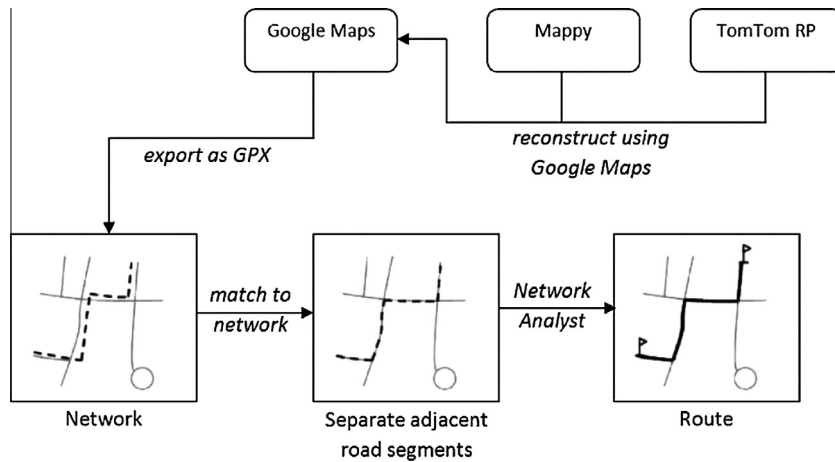 Google Maps
Mappy
TomTom RP
reconstruct using
Google Maps
export as GPX
match to
network
Network
Analyst
Network
Separate adjacent
road segments
Route